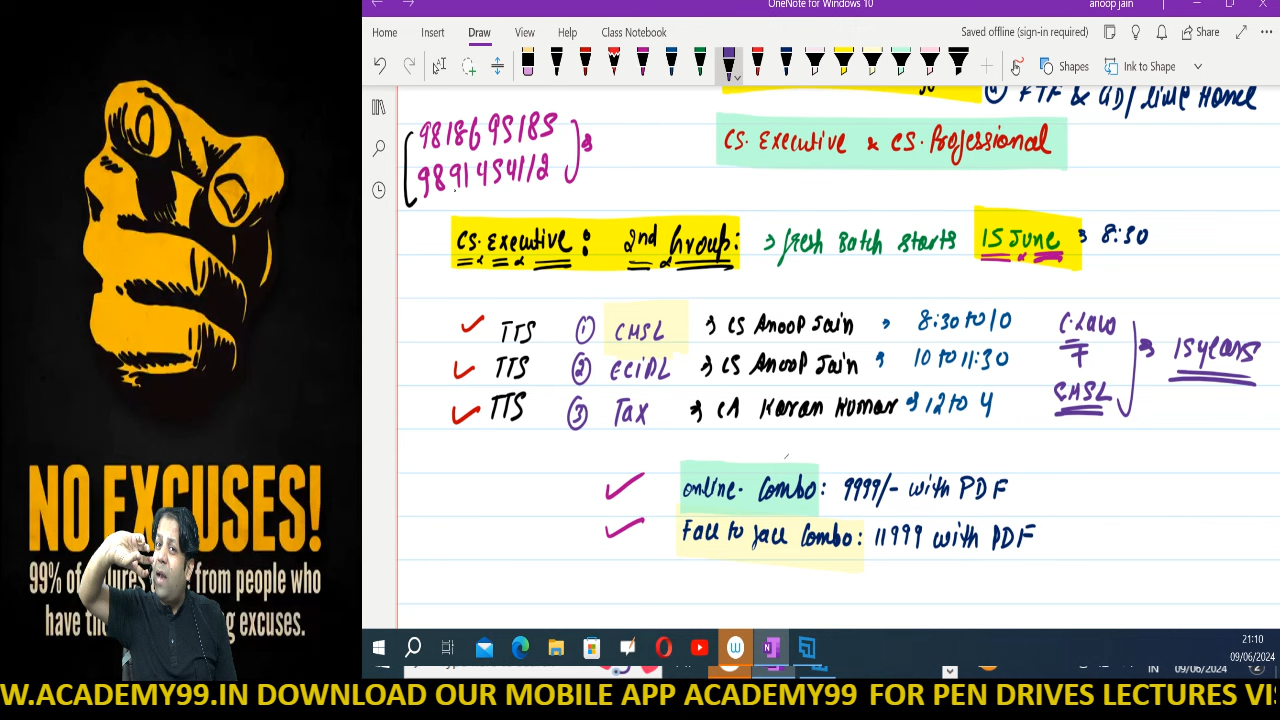 OneNote for Windows 10
anoop jain
Home Insert Draw View Help Class Notebook
Saved offline (sign-in required)
Share
Shapes
Ink to Shape
② FTF & GD/ Live Home
9818695185
9891454112
CS. Executive & CS. Professional
CS. Executive: 2nd Group: fresh Batch starts 15 June 8:30
TTS ① CMSL CS Anoop Jain 8:30 to 10
TTS ② ECIPL CS Anoop Jain 10 to 11:30
TTS ③ Tax CA Karan Kumar 12 to 4
C. Law
+
CMSL
15 years
online- Combo: 9999/- with PDF
Face to face Combo: 11999 with PDF
NO EXCUSES!
99% of from people who
have excuses.
21:10
IN 09/06/2024
W.ACADEMY99.IN DOWNLOAD OUR MOBILE APP ACADEMY99 FOR PEN DRIVES LECTURES VIS